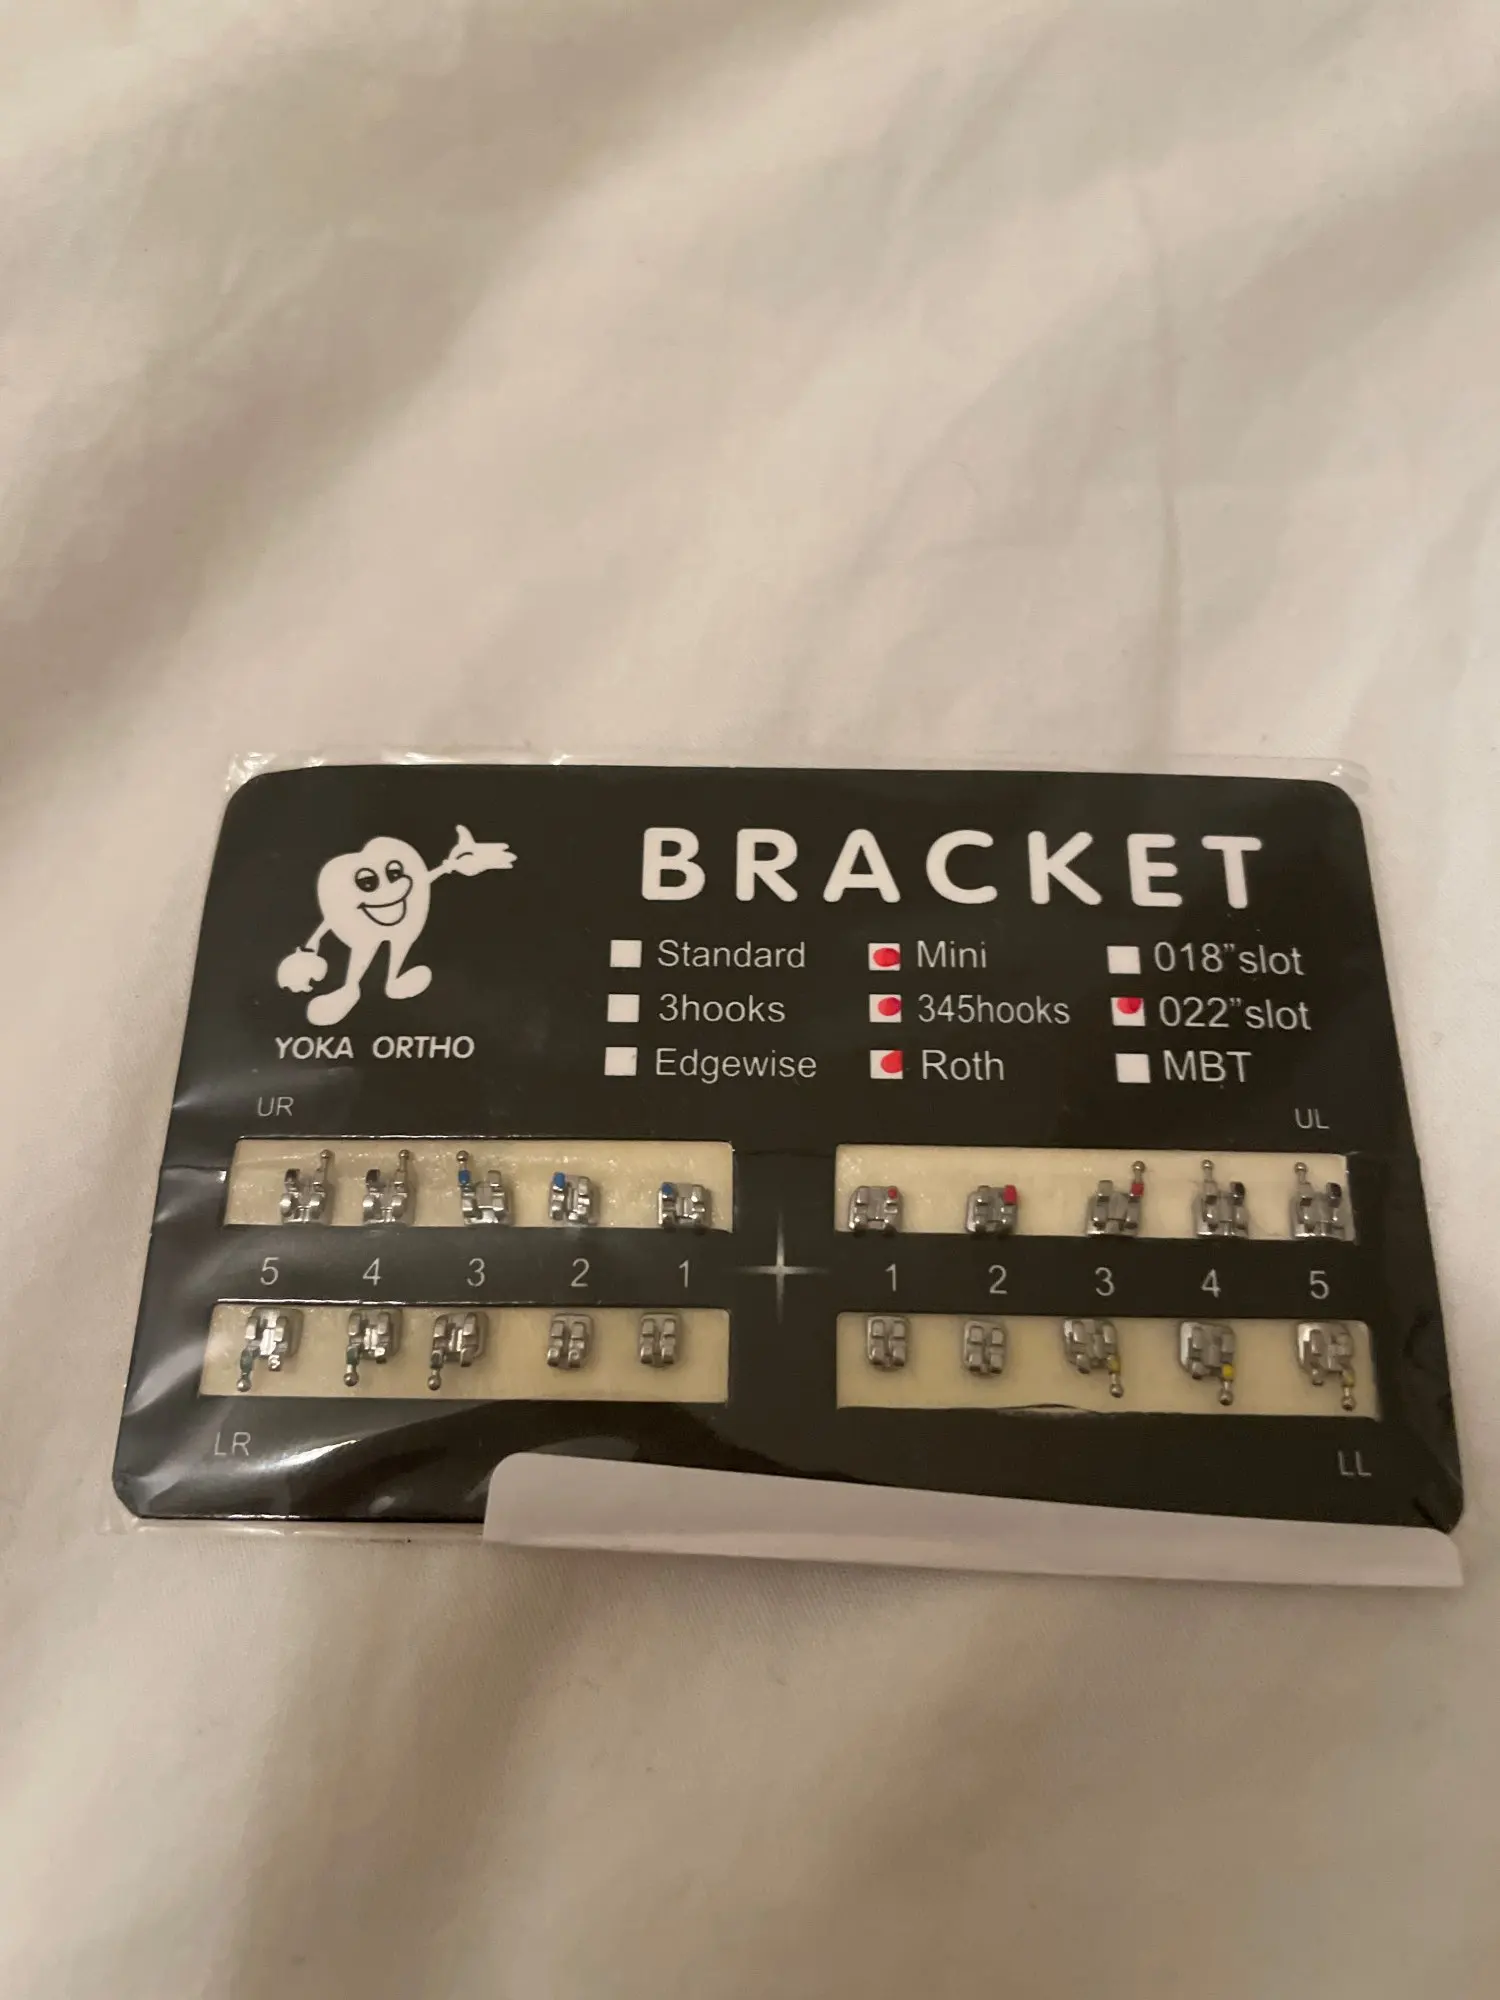 BRACKET
Standard Mini 018"slot
3hooks 345hooks 022"slot
Edgewise Roth MBT
YOKA ORTHO
UR UL
5 4 3 2 1 1 2 3 4 5
LR LL